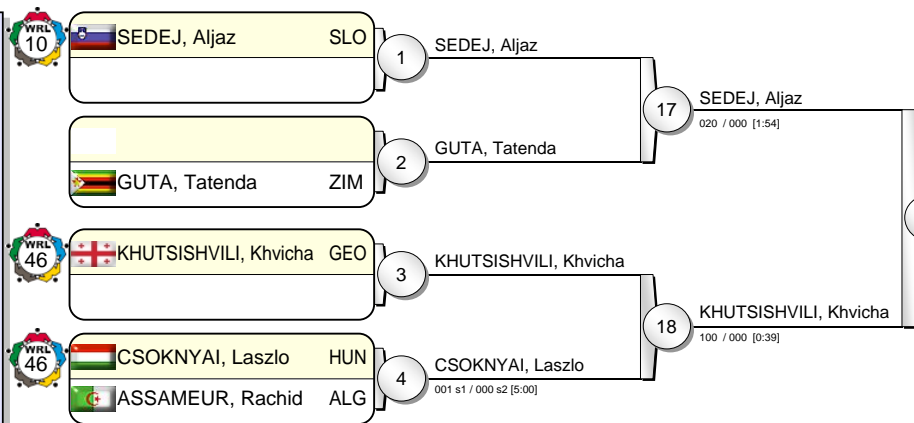 WRL
10
SEDEJ, Aljaz SLO
1
SEDEJ, Aljaz
17
SEDEJ, Aljaz
020 / 000 [1:54]
2
GUTA, Tatenda
GUTA, Tatenda ZIM
WRL
46
KHUTSISHVILI, Khvicha GEO
3
KHUTSISHVILI, Khvicha
18
KHUTSISHVILI, Khvicha
100 / 000 [0:39]
WRL
46
CSOKNYAI, Laszlo HUN
4
CSOKNYAI, Laszlo
001 s1 / 000 s2 [5:00]
ASSAMEUR, Rachid ALG